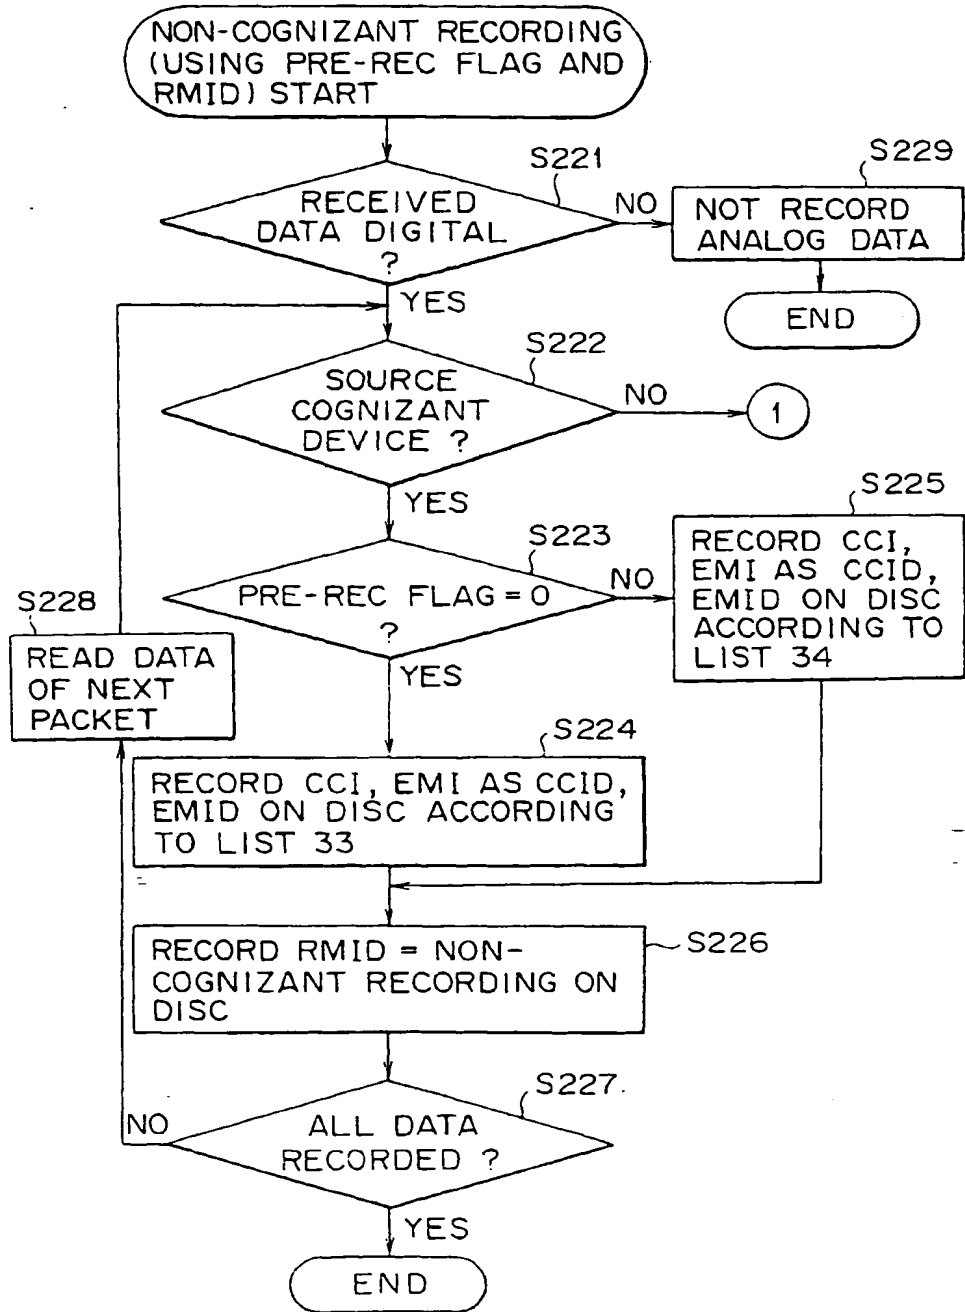 NON-COGNIZANT RECORDING
(USING PRE-REC FLAG AND
RMID) START
S221
RECEIVED
DATA DIGITAL
?
NO
S229
NOT RECORD
ANALOG DATA
YES
END
S222
SOURCE
COGNIZANT
DEVICE ?
NO
1
YES
S223
PRE-REC FLAG = 0
?
NO
S225
RECORD CCI,
EMI AS CCID,
EMID ON DISC
ACCORDING TO
LIST 34
S228
READ DATA
OF NEXT
PACKET
YES
S224
RECORD CCI, EMI AS CCID,
EMID ON DISC ACCORDING
TO LIST 33
RECORD RMID = NON-
COGNIZANT RECORDING ON
DISC
S226
S227
ALL DATA
RECORDED ?
NO
YES
END